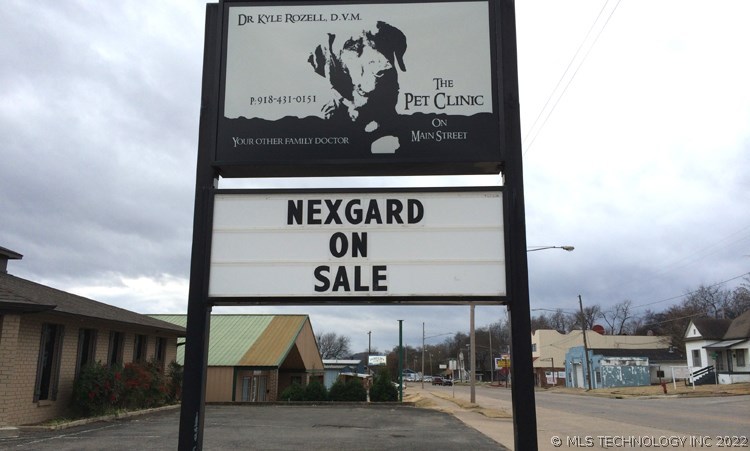 DR KYLE ROZELL, D.V.M.
P: 918-431-0151
THE
PET CLINIC
ON
MAIN STREET
YOUR OTHER FAMILY DOCTOR
NEXGARD
ON
SALE
© MLS TECHNOLOGY INC 2022